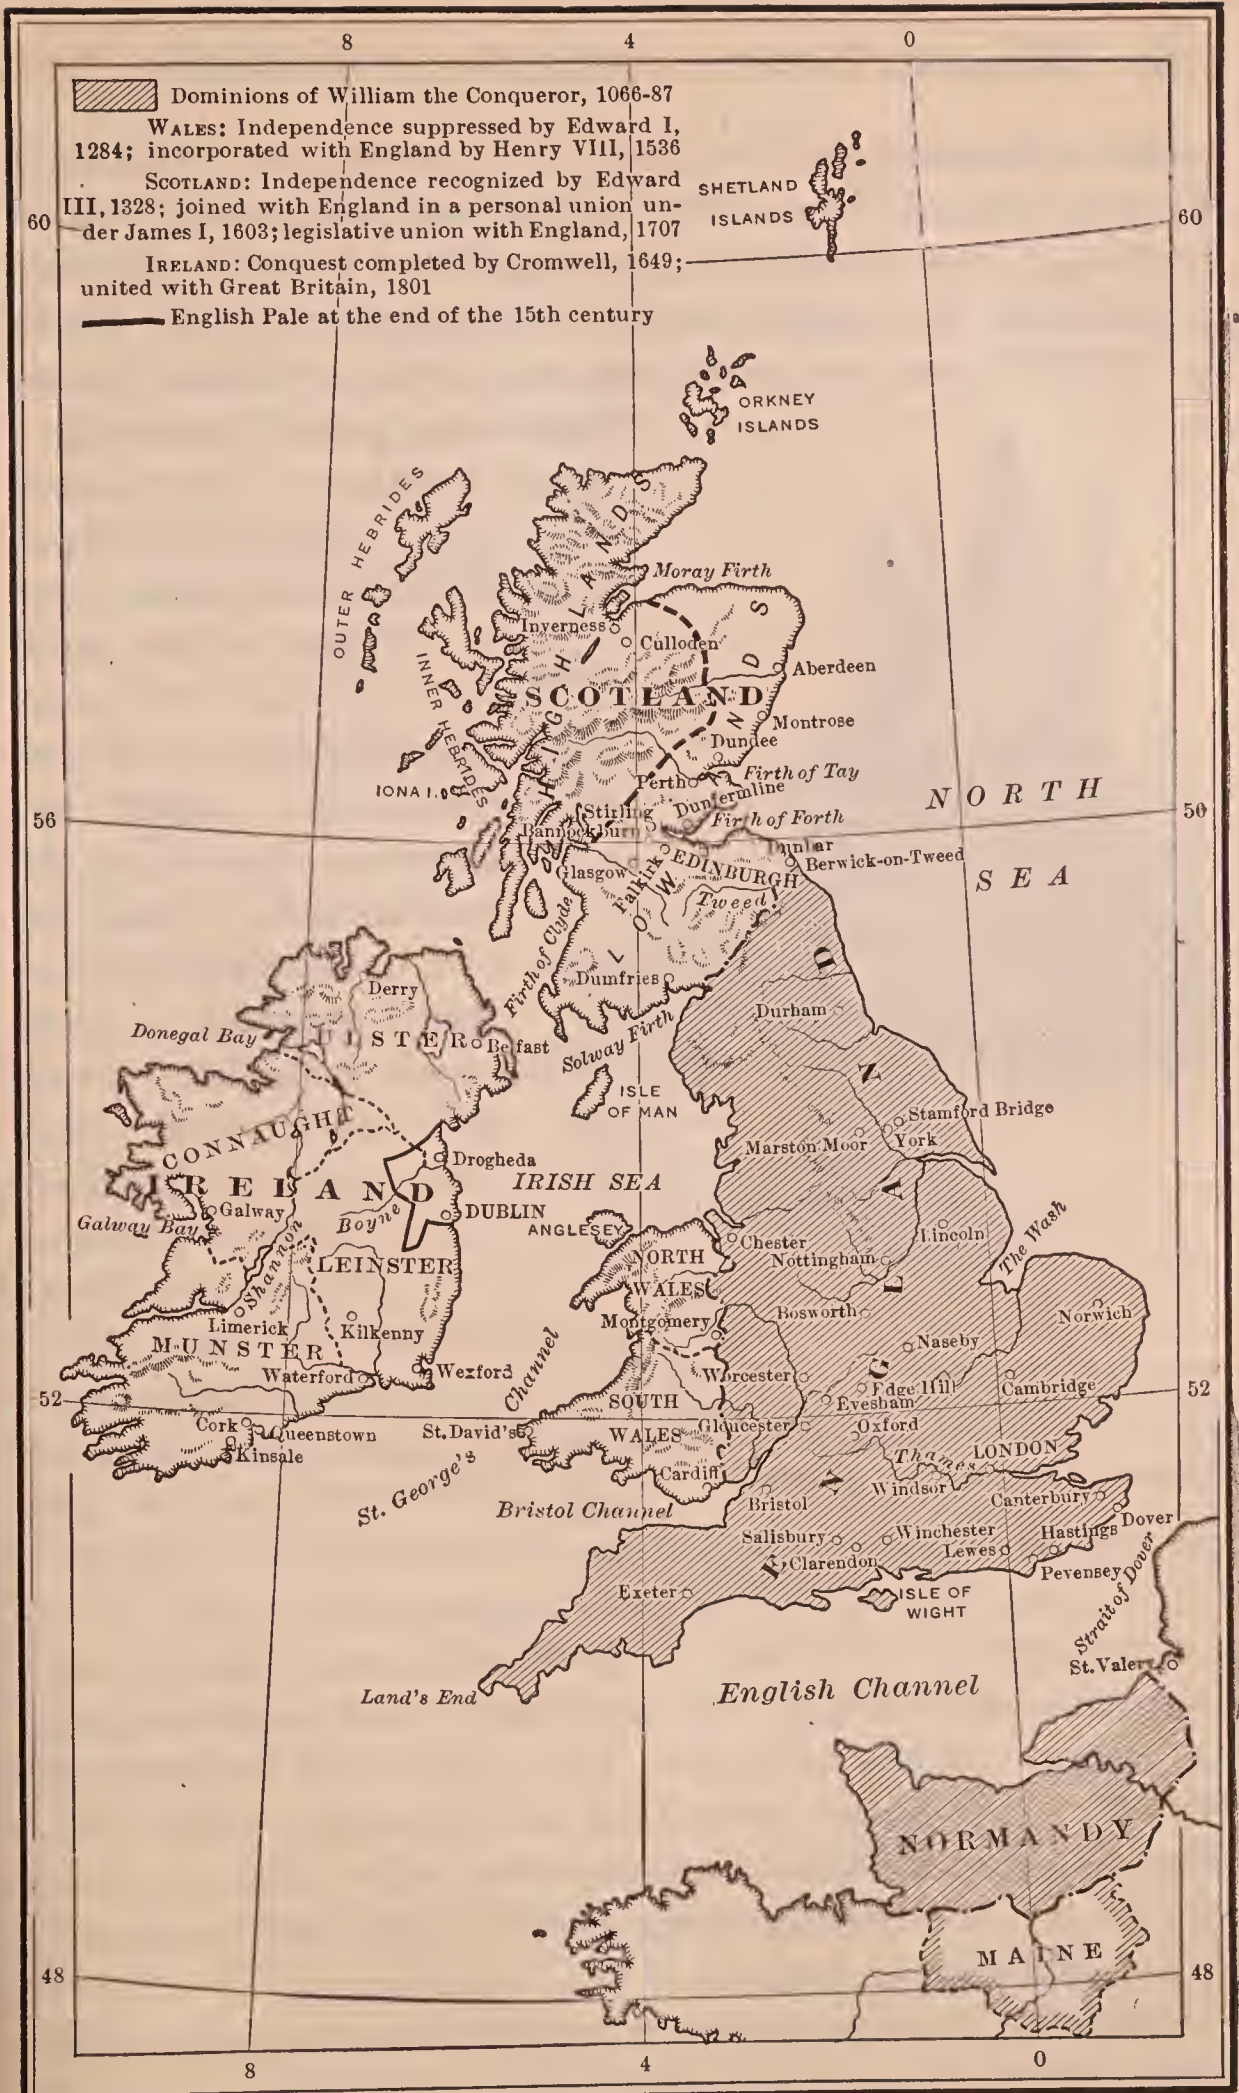 8 4 0
Dominions of William the Conqueror, 1066-87
WALES: Independence suppressed by Edward I,
1284; incorporated with England by Henry VIII, 1536
SCOTLAND: Independence recognized by Edward
III, 1328; joined with England in a personal union un-
der James I, 1603; legislative union with England, 1707
IRELAND: Conquest completed by Cromwell, 1649;
united with Great Britain, 1801
English Pale at the end of the 15th century
SHETLAND
ISLANDS
60 60
ORKNEY
ISLANDS
OUTER HEBRIDES
INNER HEBRIDES
HIGHLANDS
Moray Firth
Inverness
Culloden
Aberdeen
SCOTLAND
LOWLANDS
Montrose
Dundee
Perth
Firth of Tay
IONA I.
Dunfermline
Stirling
Firth of Forth
Bannockburn
NORTH
SEA
56 56
Dunbar
Berwick-on-Tweed
EDINBURGH
Glasgow
Falkirk
Tweed
Firth of Clyde
Dumfries
Solway Firth
Derry
Donegal Bay
ULSTER
Belfast
ISLE
OF MAN
Durham
ENGLAND
Stamford Bridge
York
Marston Moor
CONNAUGHT
Drogheda
IRELAND
IRISH SEA
Galway
Galway Bay
Boyne
DUBLIN
ANGLESEY
Shannon
LEINSTER
NORTH
WALES
Chester
Lincoln
Nottingham
The Wash
Limerick
Kilkenny
MUNSTER
Montgomery
Bosworth
Norwich
Naseby
Waterford
Wexford
Worcester
Edge Hill
Cambridge
Evesham
52 52
SOUTH
WALES
Cork
Queenstown
Kinsale
St. David's
St. George's Channel
Gloucester
Oxford
Thames
LONDON
Cardiff
Windsor
Canterbury
Bristol Channel
Bristol
Dover
Salisbury
Winchester
Hastings
Clarendon
Lewes
Pevensey
Exeter
ISLE OF
WIGHT
Strait of Dover
St. Valery
Land's End
English Channel
NORMANDY
MAINE
48 48
8 4 0